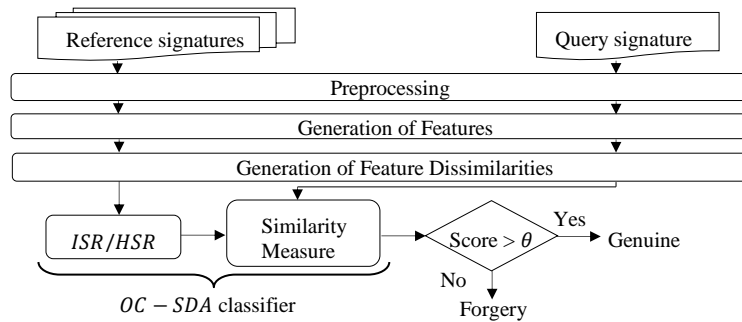 Reference signatures
Query signature
Preprocessing
Generation of Features
Generation of Feature Dissimilarities
ISR/HSR
Similarity
Measure
Score > θ
Yes
Genuine
No
Forgery
OC − SDA classifier